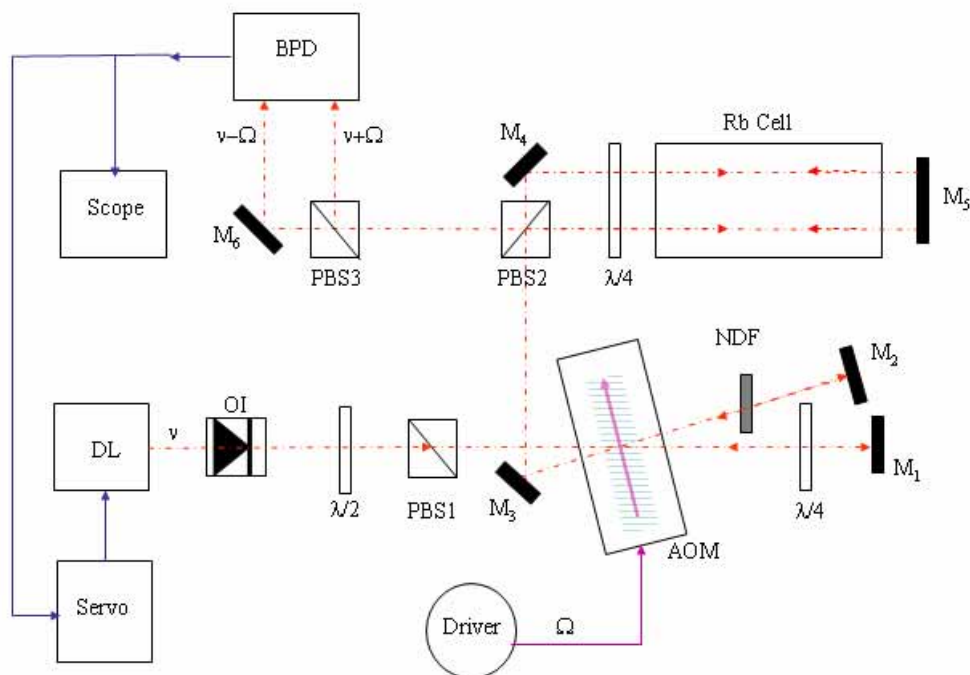 BPD
ν−Ω
ν+Ω
M4
Rb Cell
Scope
M6
M5
PBS3
PBS2
λ/4
NDF
M2
OI
DL
ν
M1
λ/2
PBS1
M3
λ/4
AOM
Servo
Driver
Ω